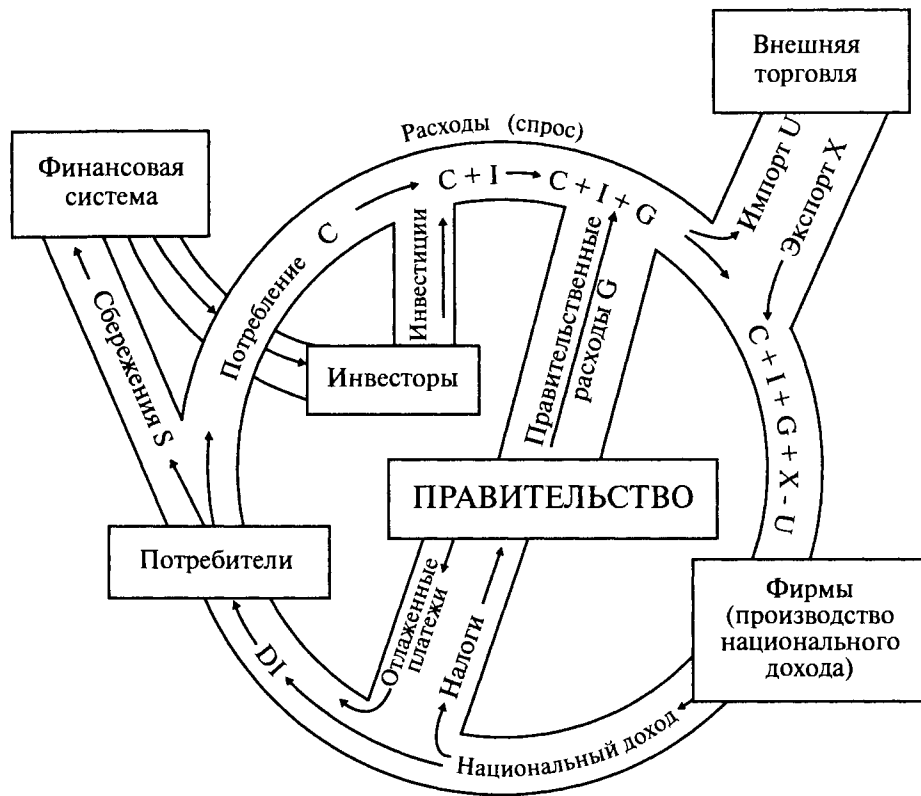 Внешняя
торговля
Расходы (спрос)
Финансовая
система
C
C + I
C + I + G
Импорт U
Экспорт X
Потребление
Инвестиции
Правительственные
расходы G
Сбережения S
Инвесторы
C + I + G + X - U
ПРАВИТЕЛЬСТВО
Потребители
Фирмы
(производство
национального
дохода)
Отлаженные
платежи
Налоги
DI
Национальный доход